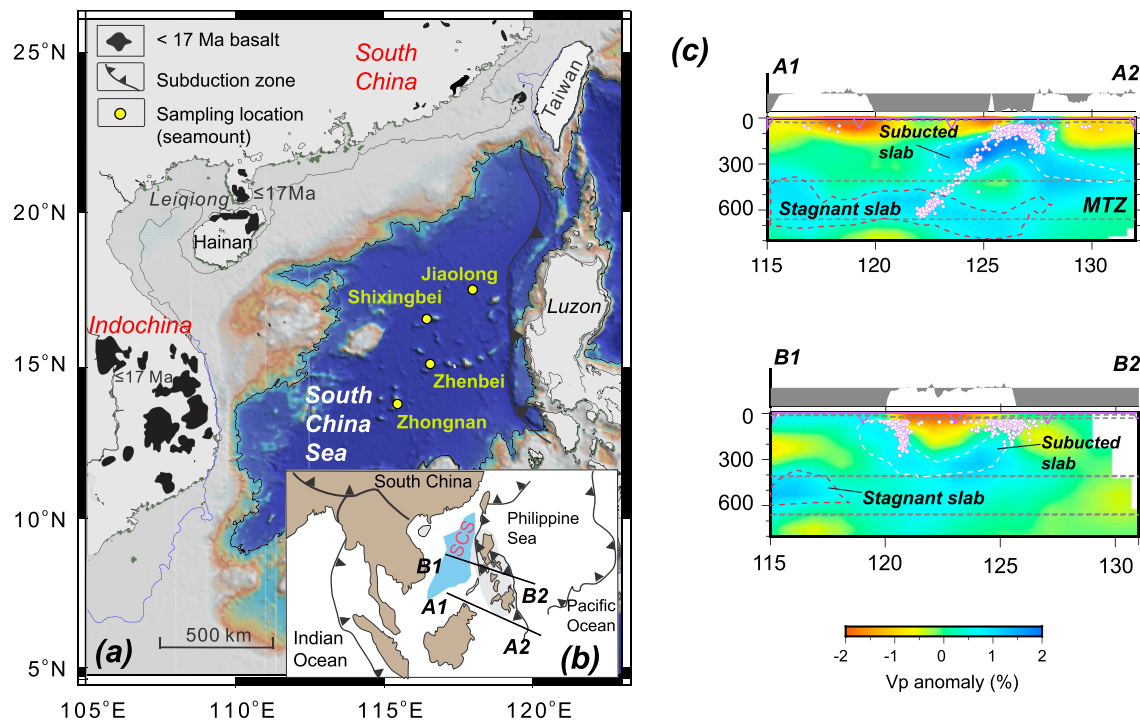 25°N
20°N
15°N
10°N
5°N
105°E
110°E
115°E
120°E
< 17 Ma basalt
Subduction zone
Sampling location
(seamount)
South
China
Taiwan
Leiqiong
≤17Ma
Hainan
Jiaolong
Shixingbei
Luzon
Indochina
≤17 Ma
Zhenbei
South
China
Sea
Zhongnan
500 km
(a)
South China
Philippine
Sea
SCS
B1
A1
B2
A2
Pacific
Ocean
Indian
Ocean
(b)
(c)
A1
A2
0
300
600
Subucted
slab
Stagnant slab
MTZ
115
120
125
130
B1
B2
0
300
600
Subucted
slab
Stagnant slab
115
120
125
130
-2
-1
0
1
2
Vp anomaly (%)